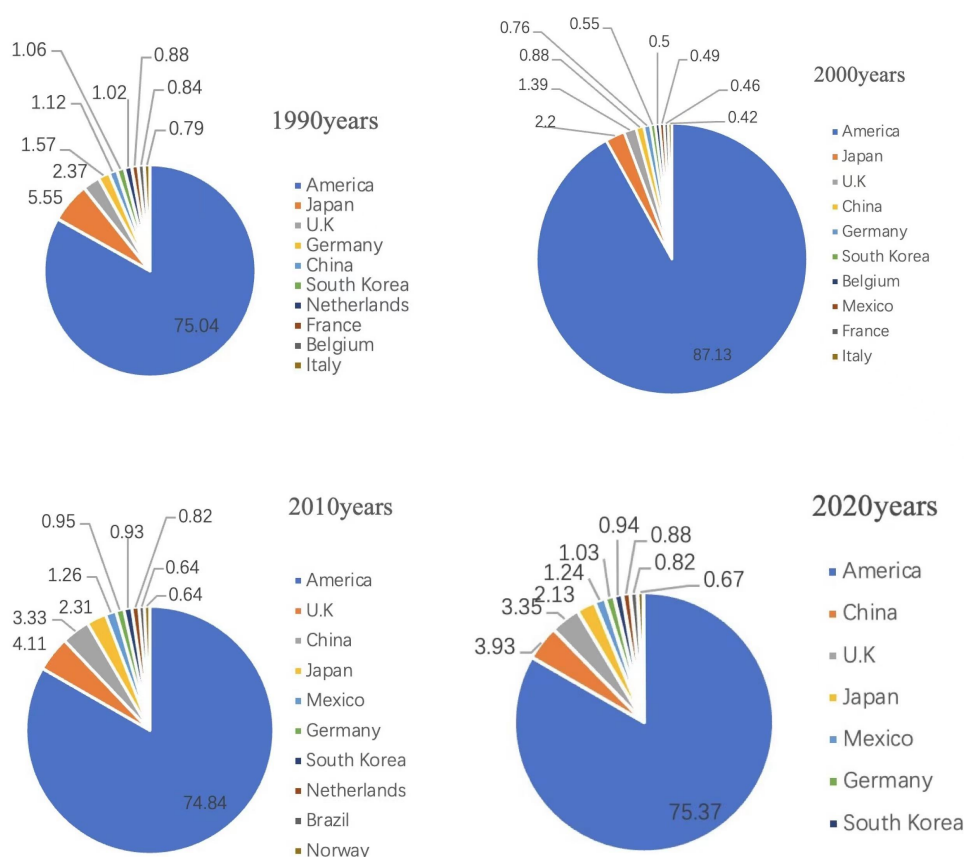 1.06
0.88
1.02
0.84
1.12
0.79
1.57
2.37
5.55
75.04
1990years
America
Japan
U.K
Germany
China
South Korea
Netherlands
France
Belgium
Italy
0.76
0.55
0.5
0.49
0.88
0.46
1.39
0.42
2.2
87.13
2000years
America
Japan
U.K
China
Germany
South Korea
Belgium
Mexico
France
Italy
0.95
0.93
0.82
1.26
0.64
2.31
0.64
3.33
4.11
74.84
2010years
America
U.K
China
Japan
Mexico
Germany
South Korea
Netherlands
Brazil
Norway
0.94
0.88
1.03
0.82
1.24
0.67
2.13
3.35
3.93
75.37
2020years
America
China
U.K
Japan
Mexico
Germany
South Korea